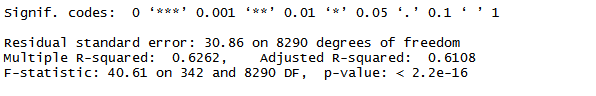 Signif. codes:  0 ‘***’ 0.001 ‘**’ 0.01 ‘*’ 0.05 ‘.’ 0.1 ‘ ’ 1
Residual standard error: 30.86 on 8290 degrees of freedom
Multiple R-squared:  0.6262,    Adjusted R-squared:  0.6108
F-statistic: 40.61 on 342 and 8290 DF,  p-value: < 2.2e-16